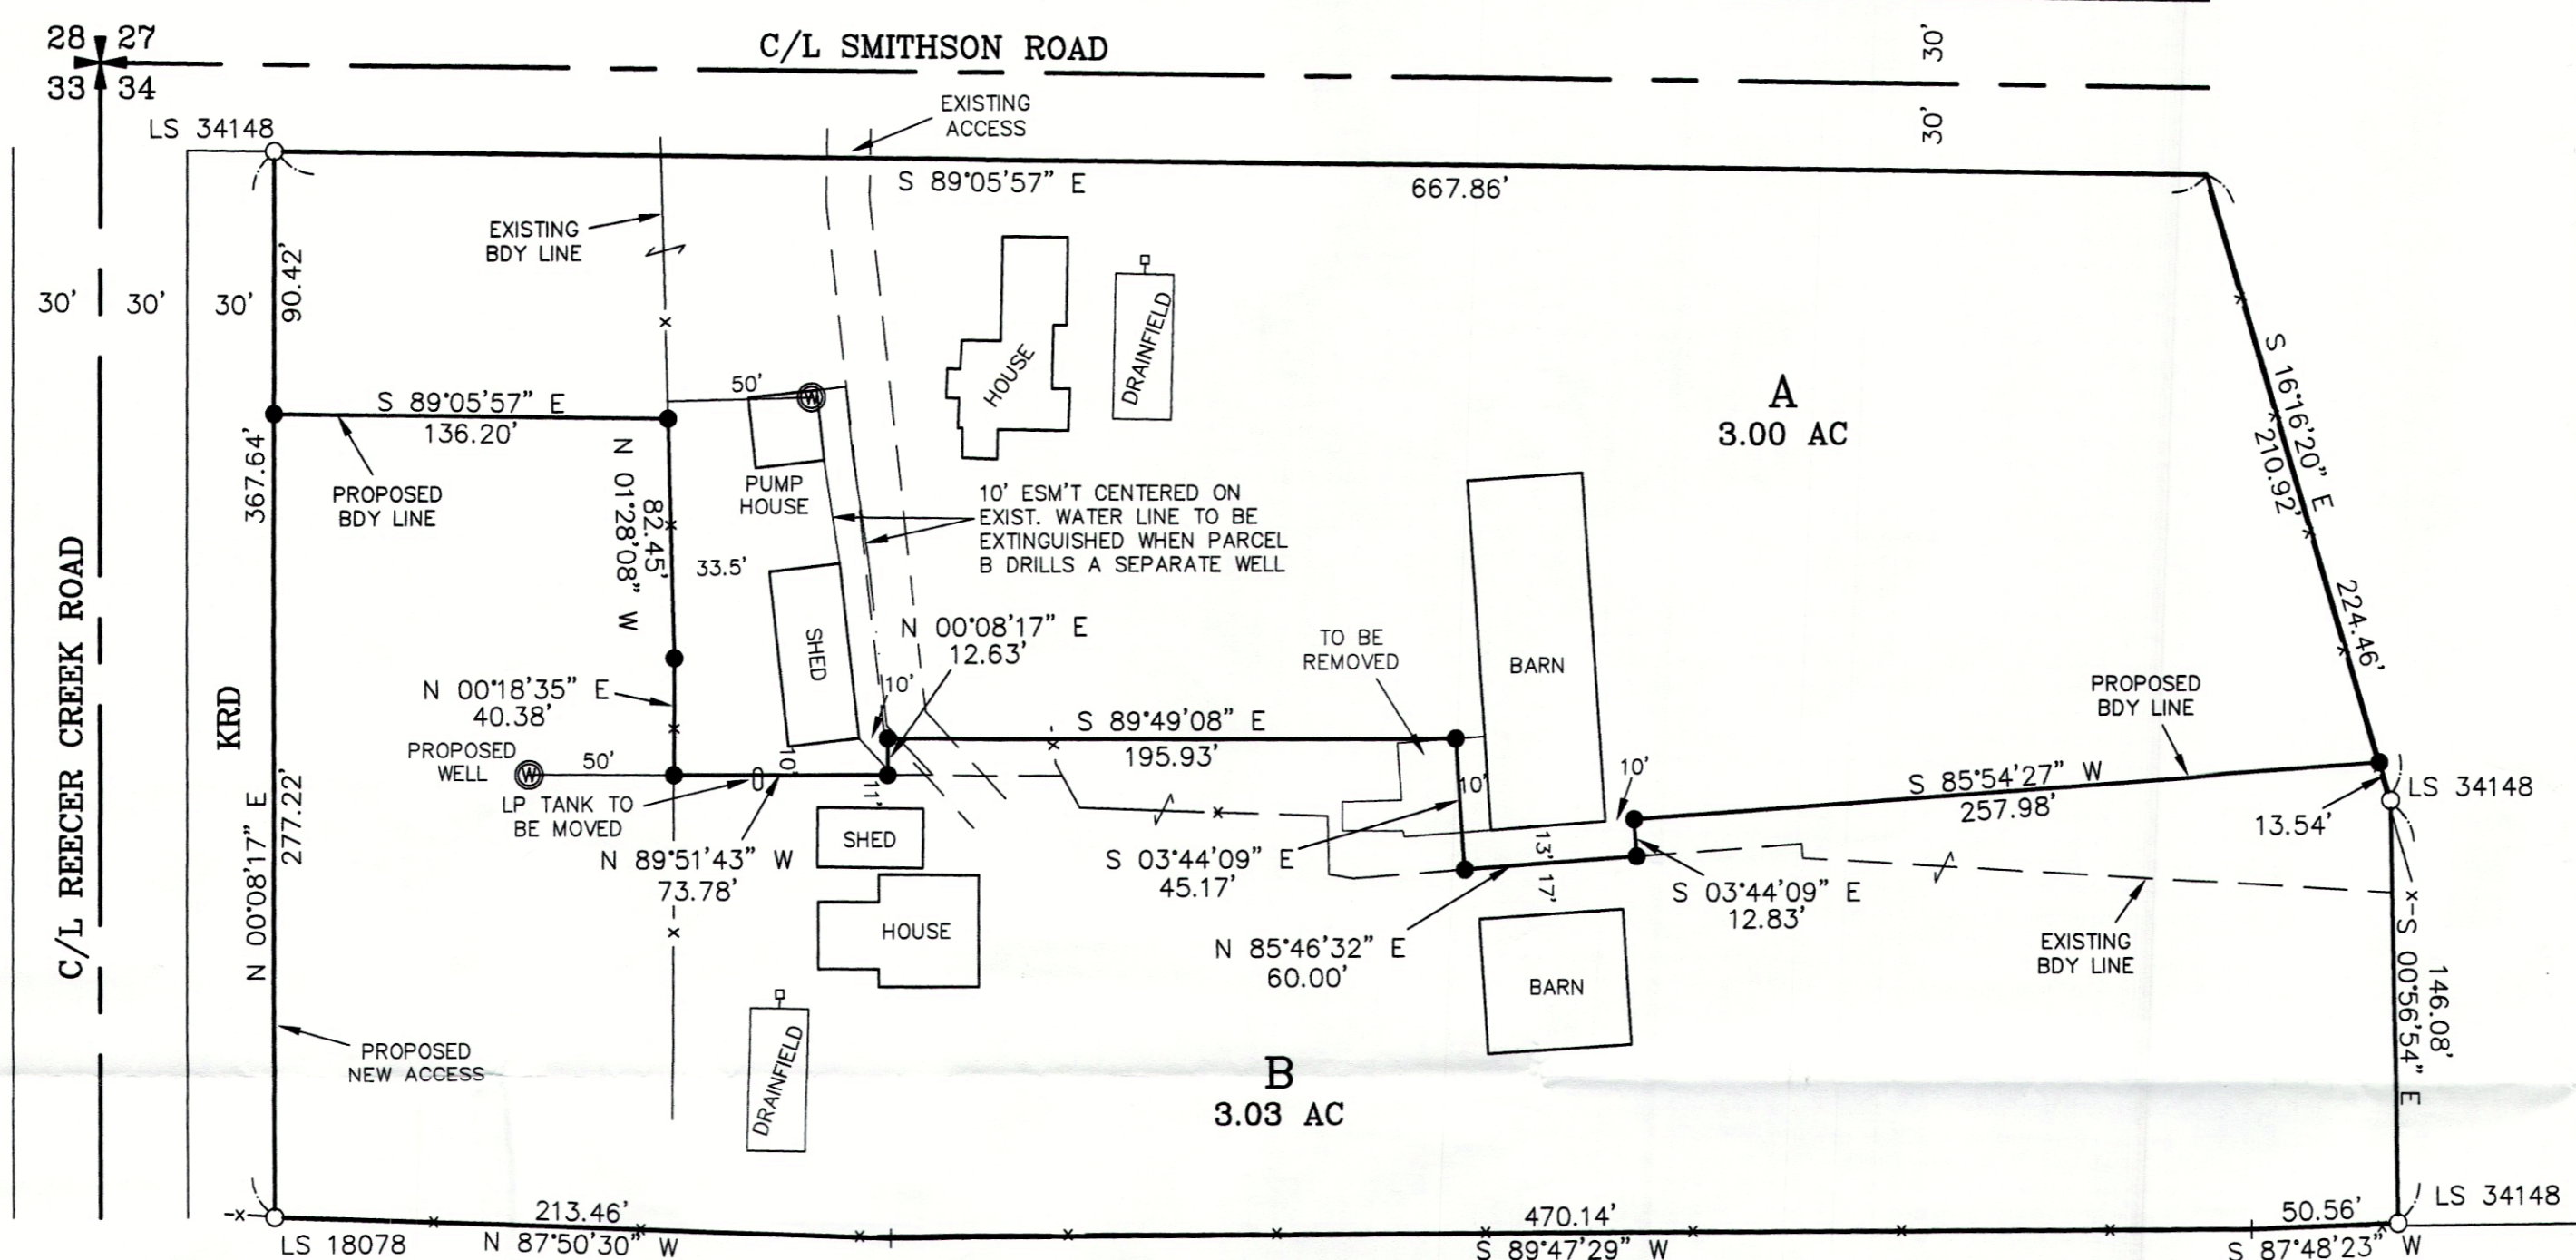 28 27
33 34
C/L SMITHSON ROAD
30'
30'
LS 34148
EXISTING
ACCESS
S 89°05'57" E
667.86'
EXISTING
BDY LINE
90.42'
30'
30'
30'
HOUSE
DRAINFIELD
A
3.00 AC
S 16°16'20" E
210.92'
224.46'
S 89°05'57" E
136.20'
PROPOSED
BDY LINE
367.64'
50'
W
PUMP
HOUSE
N 01°28'08" W
82.45'
33.5'
10' ESM'T CENTERED ON
EXIST. WATER LINE TO BE
EXTINGUISHED WHEN PARCEL
B DRILLS A SEPARATE WELL
SHED
N 00°08'17" E
12.63'
10'
TO BE
REMOVED
BARN
PROPOSED
BDY LINE
C/L REECER CREEK ROAD
KRD
N 00°18'35" E
40.38'
PROPOSED
WELL
W
50'
10'
S 89°49'08" E
195.93'
10'
10'
S 85°54'27" W
257.98'
LS 34148
13.54'
N 00°08'17" E
277.22'
LP TANK TO
BE MOVED
11'
SHED
N 89°51'43" W
73.78'
S 03°44'09" E
45.17'
13'
17'
S 03°44'09" E
12.83'
HOUSE
N 85°46'32" E
60.00'
BARN
EXISTING
BDY LINE
S 00°56'54" E
146.08'
PROPOSED
NEW ACCESS
DRAINFIELD
B
3.03 AC
213.46'
470.14'
50.56'
LS 34148
LS 18078
N 87°50'30" W
S 89°47'29" W
S 87°48'23" W